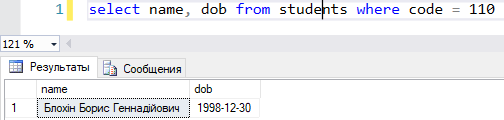 1 select name, dob from students where code = 110
121 %
Результаты Сообщения
name dob
1 Блохін Борис Геннадійович 1998-12-30